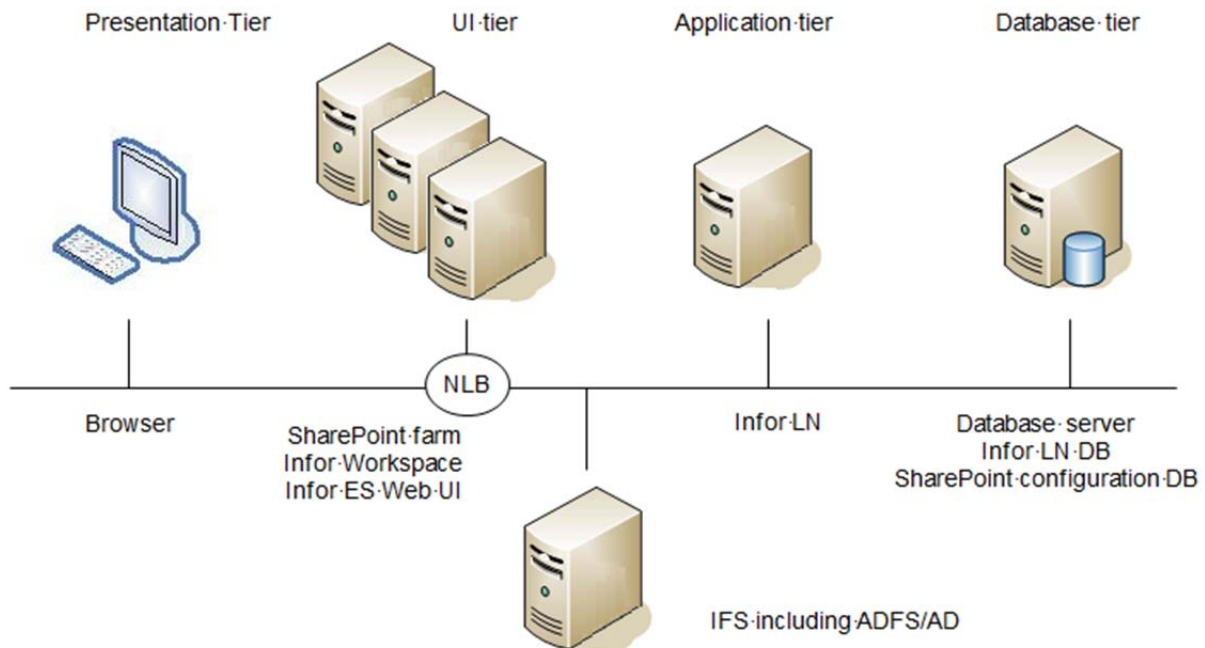 Presentation·Tier
UI·tier
Application·tier
Database·tier
NLB
Browser
SharePoint·farm
Infor·Workspace
Infor·ES·Web·UI
Infor·LN
Database·server
Infor·LN·DB
SharePoint·configuration·DB
IFS·including·ADFS/AD